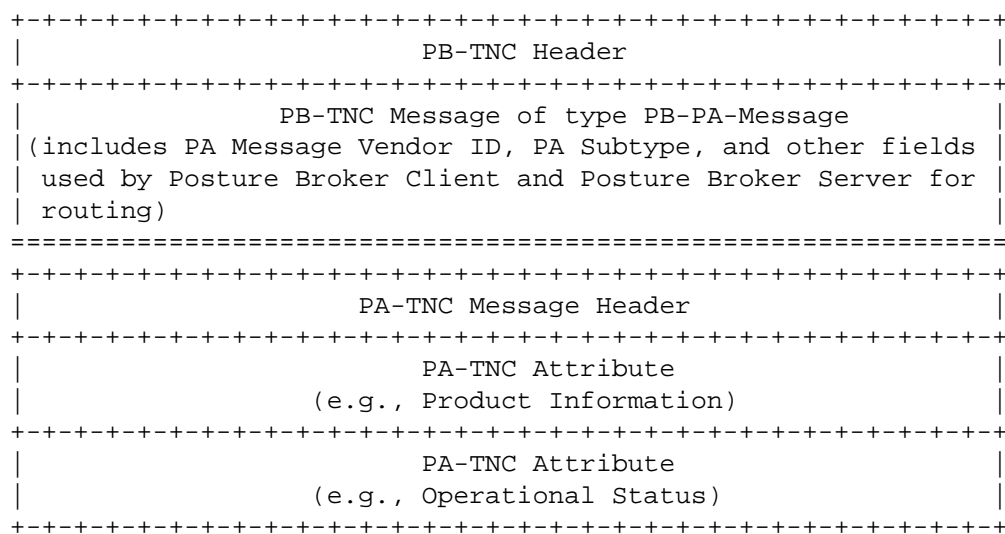 +-+-+-+-+-+-+-+-+-+-+-+-+-+-+-+-+-+-+-+-+-+-+-+-+-+-+-+-+-+-+-+
|                         PB-TNC Header                       |
+-+-+-+-+-+-+-+-+-+-+-+-+-+-+-+-+-+-+-+-+-+-+-+-+-+-+-+-+-+-+-+
|                PB-TNC Message of type PB-PA-Message         |
|(includes PA Message Vendor ID, PA Subtype, and other fields |
| used by Posture Broker Client and Posture Broker Server for |
| routing)                                                    |
===============================================================
+-+-+-+-+-+-+-+-+-+-+-+-+-+-+-+-+-+-+-+-+-+-+-+-+-+-+-+-+-+-+-+
|                     PA-TNC Message Header                   |
+-+-+-+-+-+-+-+-+-+-+-+-+-+-+-+-+-+-+-+-+-+-+-+-+-+-+-+-+-+-+-+
|                         PA-TNC Attribute                    |
|                  (e.g., Product Information)                |
+-+-+-+-+-+-+-+-+-+-+-+-+-+-+-+-+-+-+-+-+-+-+-+-+-+-+-+-+-+-+-+
|                         PA-TNC Attribute                    |
|                  (e.g., Operational Status)                 |
+-+-+-+-+-+-+-+-+-+-+-+-+-+-+-+-+-+-+-+-+-+-+-+-+-+-+-+-+-+-+-+